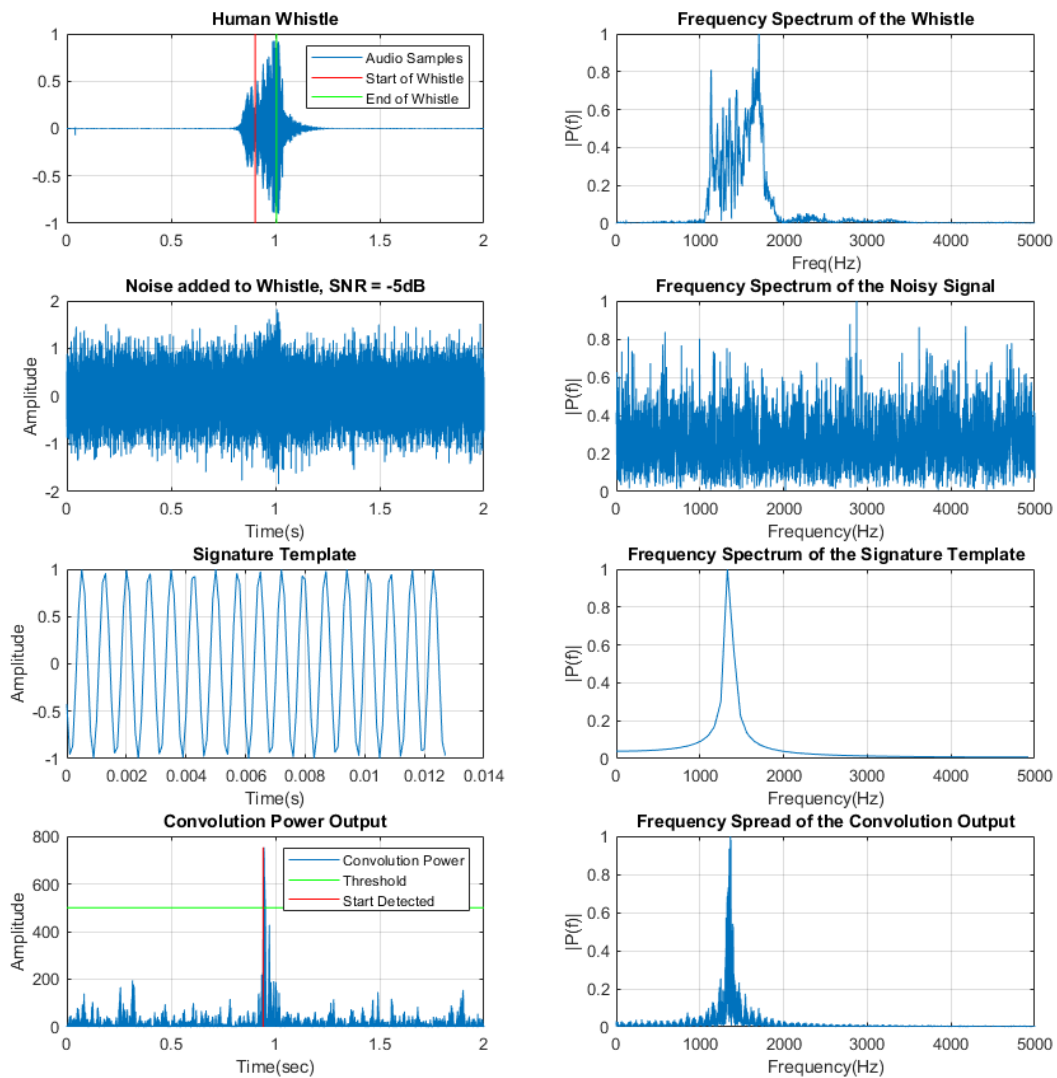 Human Whistle
1
0.5
0
-0.5
-1
0 0.5 1 1.5 2
Audio Samples
Start of Whistle
End of Whistle
Frequency Spectrum of the Whistle
|P(f)|
1
0.8
0.6
0.4
0.2
0
0 1000 2000 3000 4000 5000
Freq(Hz)
Noise added to Whistle, SNR = -5dB
Amplitude
2
1
0
-1
-2
0 0.5 1 1.5 2
Time(s)
Frequency Spectrum of the Noisy Signal
|P(f)|
1
0.8
0.6
0.4
0.2
0
0 1000 2000 3000 4000 5000
Frequency(Hz)
Signature Template
Amplitude
1
0.5
0
-0.5
-1
0 0.002 0.004 0.006 0.008 0.01 0.012 0.014
Time(s)
Frequency Spectrum of the Signature Template
|P(f)|
1
0.8
0.6
0.4
0.2
0
0 1000 2000 3000 4000 5000
Frequency(Hz)
Convolution Power Output
Amplitude
800
600
400
200
0
0 0.5 1 1.5 2
Time(sec)
Convolution Power
Threshold
Start Detected
Frequency Spread of the Convolution Output
|P(f)|
1
0.8
0.6
0.4
0.2
0
0 1000 2000 3000 4000 5000
Frequency(Hz)